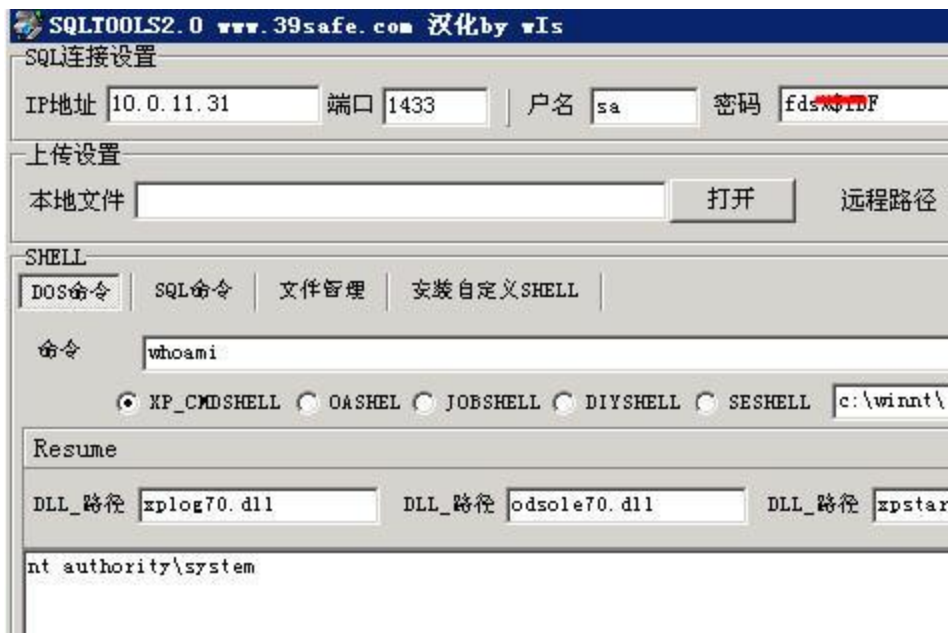 SQLTOOLS2.0 www.39safe.com 汉化by wIs
SQL连接设置
IP地址 10.0.11.31 端口 1433 户名 sa 密码
上传设置
本地文件 打开 远程路径
SHELL
DOS命令 SQL命令 文件管理 安装自定义SHELL
命令 whoami
XP_CMDSHELL OASHEL JOBSHELL DIYSHELL SESHELL c:\winnt\
Resume
DLL_路径 xplog70.dll DLL_路径 odsole70.dll DLL_路径 xpstar
nt authority\system